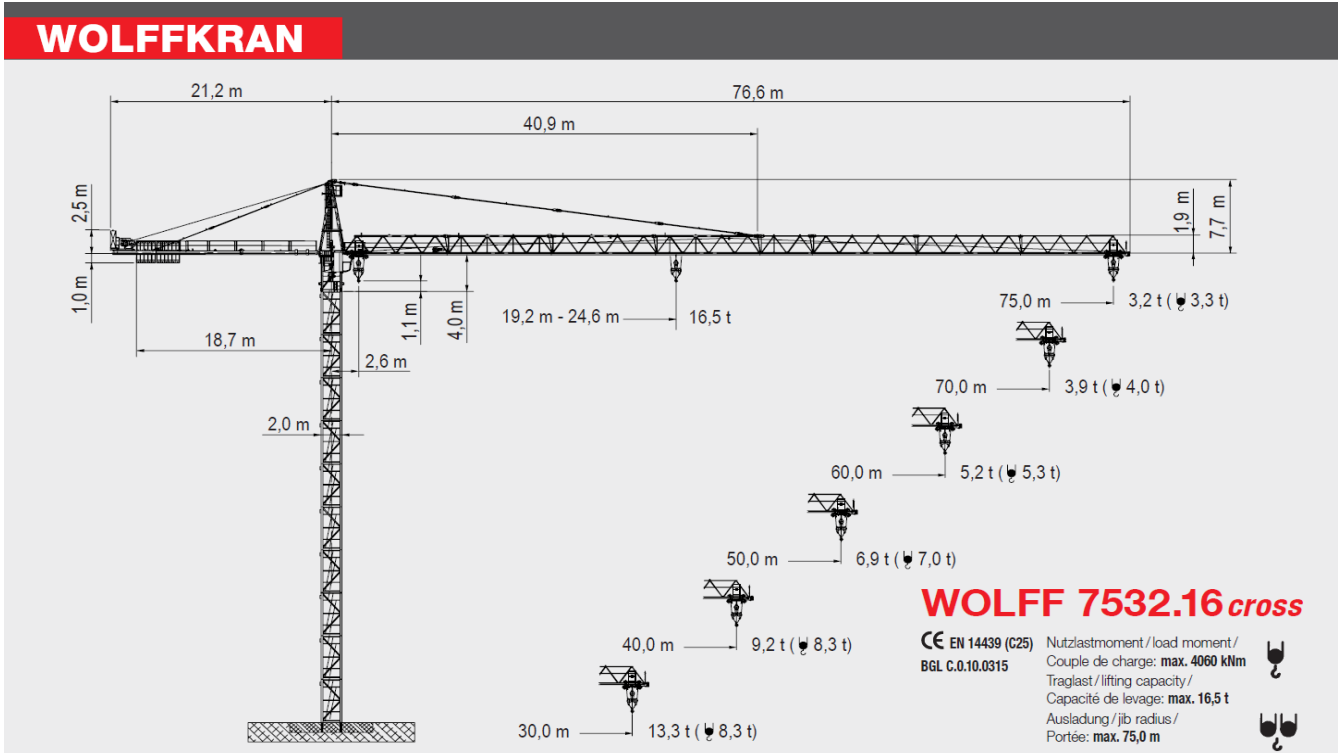 WOLFFKRAN
21,2 m
76,6 m
40,9 m
2,5 m
1,9 m
7,7 m
1,0 m
1,1 m
4,0 m
19,2 m - 24,6 m 16,5 t
75,0 m 3,2 t ( 3,3 t)
18,7 m
2,6 m
70,0 m 3,9 t ( 4,0 t)
2,0 m
60,0 m 5,2 t ( 5,3 t)
50,0 m 6,9 t ( 7,0 t)
40,0 m 9,2 t ( 8,3 t)
30,0 m 13,3 t ( 8,3 t)
WOLFF 7532.16 cross
CE EN 14439 (C25)
BGL C.0.10.0315
Nutzlastmoment / load moment /
Couple de charge: max. 4060 kNm
Traglast / lifting capacity /
Capacité de levage: max. 16,5 t
Ausladung / jib radius /
Portée: max. 75,0 m